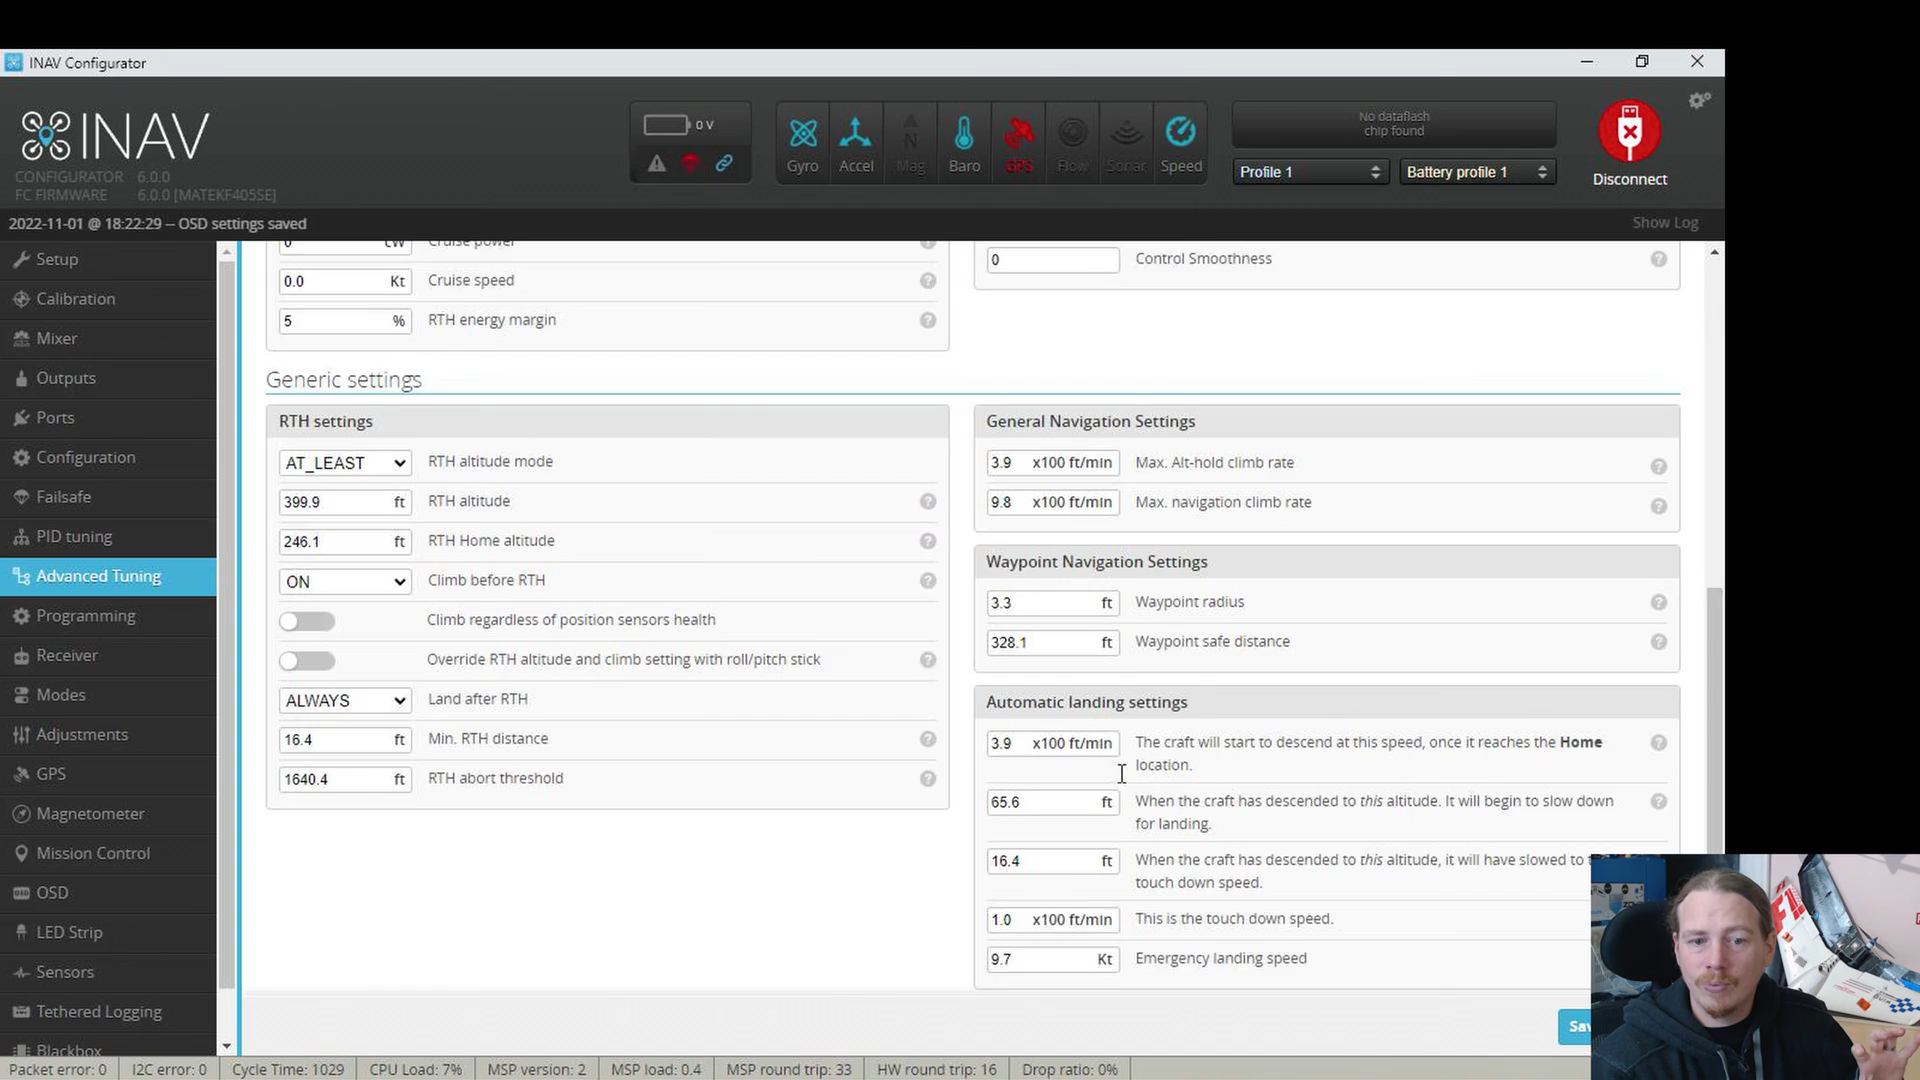 INAV Configurator
INAV
CONFIGURATOR 6.0.0
FC FIRMWARE 6.0.0 [MATEKF405SE]
0 V
Gyro
Accel
Mag
Baro
GPS
Flow
Sonar
Speed
No dataflash
chip found
Profile 1
Battery profile 1
Disconnect
2022-11-01 @ 18:22:29 -- OSD settings saved
Show Log
Setup
Calibration
Mixer
Outputs
Ports
Configuration
Failsafe
PID tuning
Advanced Tuning
Programming
Receiver
Modes
Adjustments
GPS
Magnetometer
Mission Control
OSD
LED Strip
Sensors
Tethered Logging
Blackbox
0 cW Cruise power
0.0 Kt Cruise speed
5 % RTH energy margin
0 Control Smoothness
Generic settings
RTH settings
AT_LEAST RTH altitude mode
399.9 ft RTH altitude
246.1 ft RTH Home altitude
ON Climb before RTH
Climb regardless of position sensors health
Override RTH altitude and climb setting with roll/pitch stick
ALWAYS Land after RTH
16.4 ft Min. RTH distance
1640.4 ft RTH abort threshold
General Navigation Settings
3.9 x100 ft/min Max. Alt-hold climb rate
9.8 x100 ft/min Max. navigation climb rate
Waypoint Navigation Settings
3.3 ft Waypoint radius
328.1 ft Waypoint safe distance
Automatic landing settings
3.9 x100 ft/min The craft will start to descend at this speed, once it reaches the Home
location.
65.6 ft When the craft has descended to this altitude. It will begin to slow down
for landing.
16.4 ft When the craft has descended to this altitude, it will have slowed to
touch down speed.
1.0 x100 ft/min This is the touch down speed.
9.7 Kt Emergency landing speed
Packet error: 0
I2C error: 0
Cycle Time: 1029
CPU Load: 7%
MSP version: 2
MSP load: 0.4
MSP round trip: 33
HW round trip: 16
Drop ratio: 0%